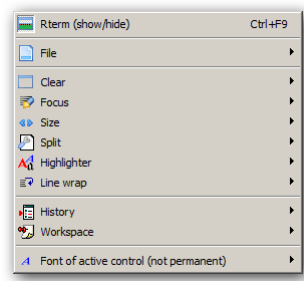 Rterm (show/hide) Ctrl+F9
File
Clear
Focus
Size
Split
Highlighter
Line wrap
History
Workspace
Font of active control (not permanent)